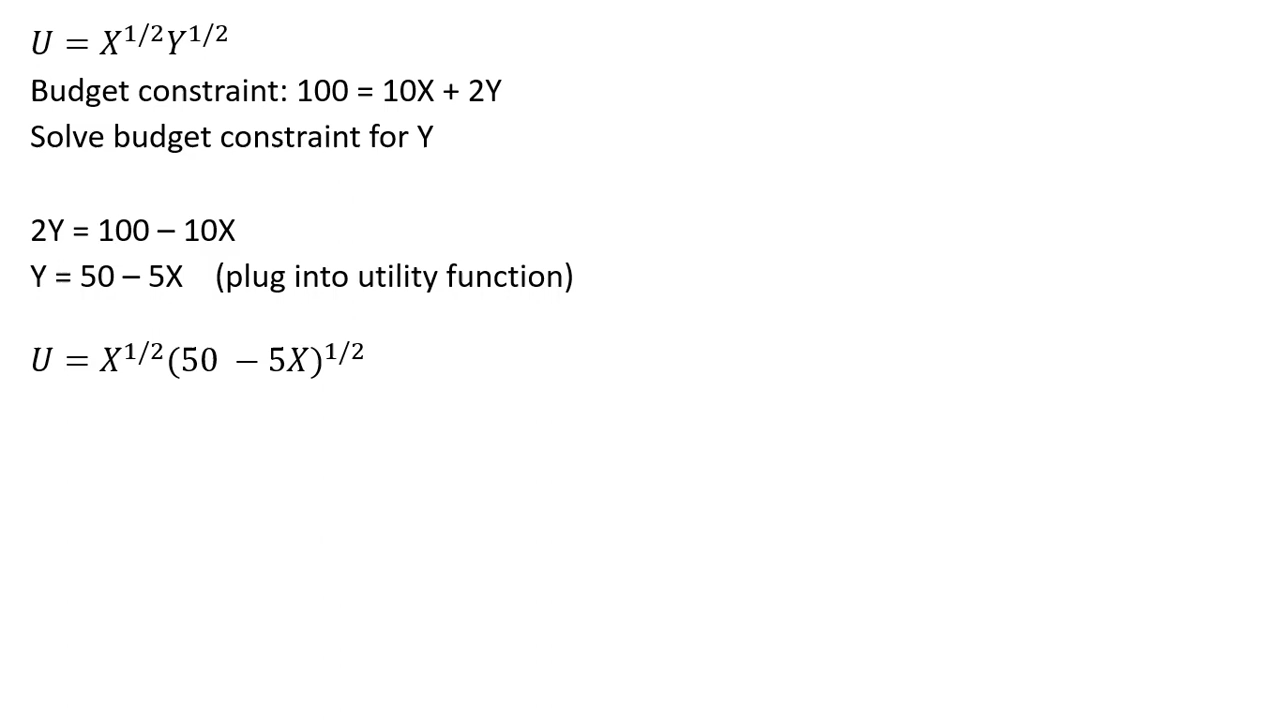 U = X^{1/2}Y^{1/2}
Budget constraint: 100 = 10X + 2Y
Solve budget constraint for Y
2Y = 100 – 10X
Y = 50 – 5X (plug into utility function)
U = X^{1/2}(50 − 5X)^{1/2}